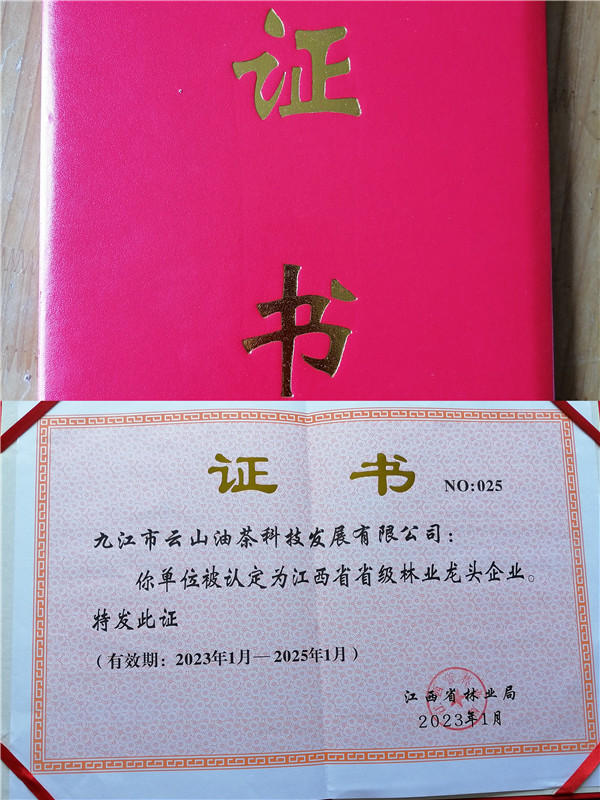 证
书
证 书 NO:025
九江市云山油茶科技发展有限公司：
你单位被认定为江西省省级林业龙头企业。
特发此证
（有效期：2023年1月—2025年1月）
江西省林业局
2023年1月